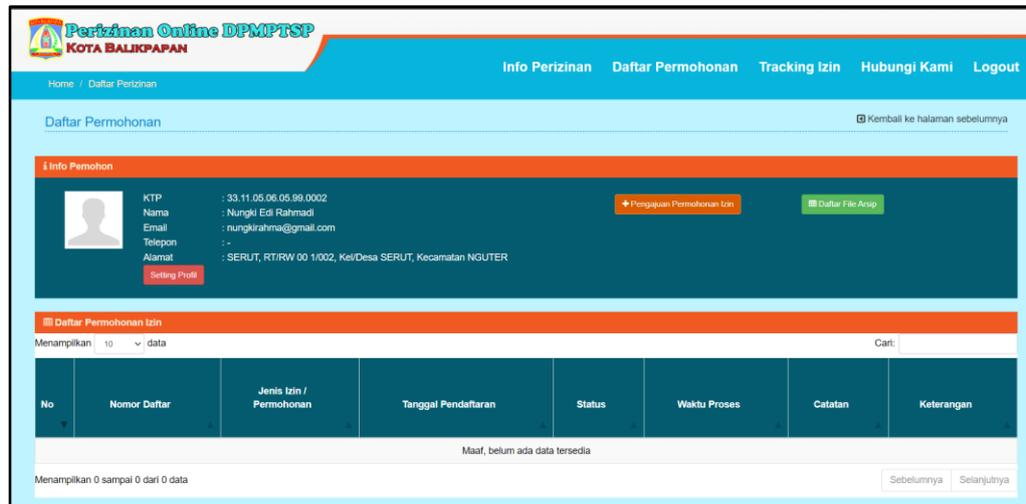 Perizinan Online DPMPTSP
KOTA BALIKPAPAN
Info Perizinan Daftar Permohonan Tracking Izin Hubungi Kami Logout
Home / Daftar Perizinan
Daftar Permohonan
Kembali ke halaman sebelumnya
Info Pemohon
KTP : 33.11.05.06.05.99.0002
Nama : Nungki Edi Rahmadi
Email : nungkirahma@gmail.com
Telepon : -
Alamat : SERUT, RT/RW 00 1/002, Kel/Desa SERUT, Kecamatan NGUTER
Setting Profil
Pengajuan Permohonan Izin
Daftar File Arsip
Daftar Permohonan Izin
Menampilkan 10 data
Cari:
No Nomor Daftar Jenis Izin / Permohonan Tanggal Pendaftaran Status Waktu Proses Catatan Keterangan
Maaf, belum ada data tersedia
Menampilkan 0 sampai 0 dari 0 data
Sebelumnya Selanjutnya